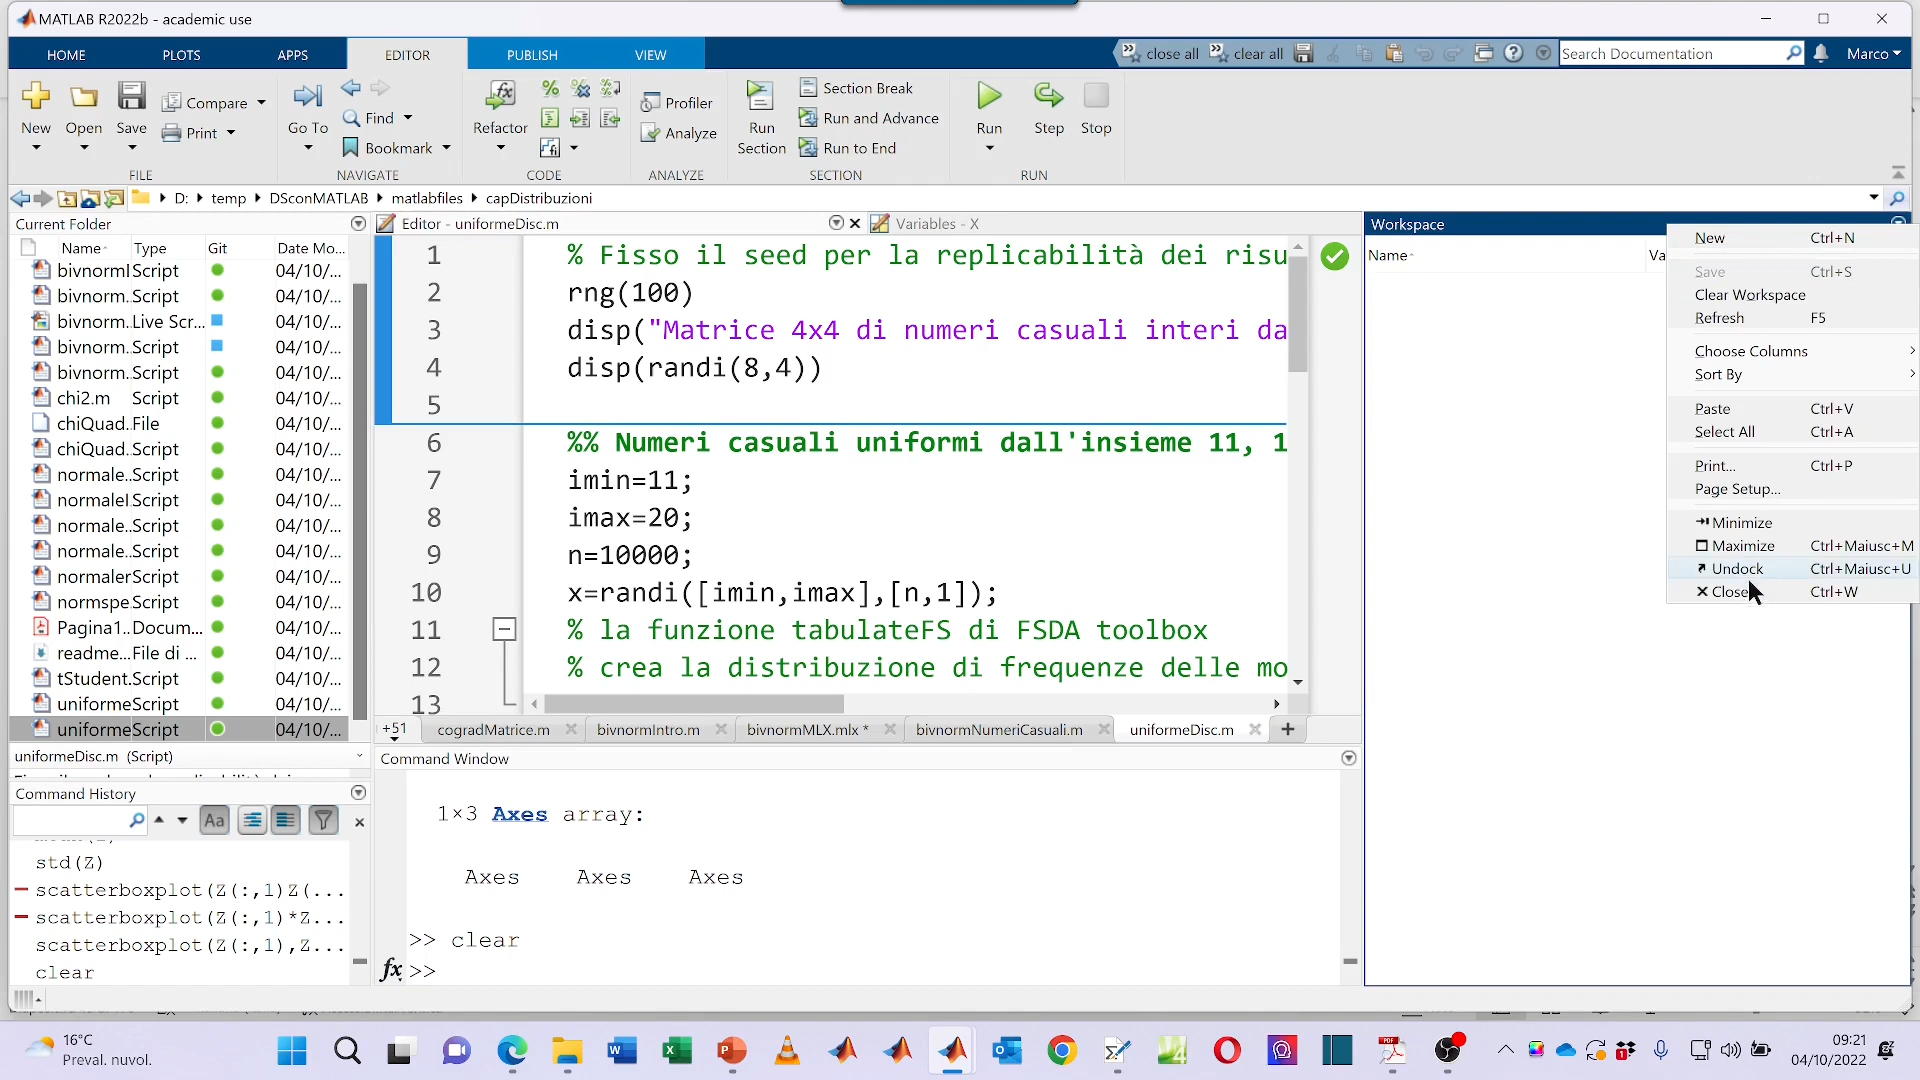 MATLAB R2022b - academic use
HOME PLOTS APPS EDITOR PUBLISH VIEW close all clear all Search Documentation Marco
New Open Save Compare Print
FILE
Go To Find Bookmark
NAVIGATE
Refactor
CODE
Profiler Analyze
ANALYZE
Run Section Section Break Run and Advance Run to End
SECTION
Run Step Stop
RUN
D: temp DSconMATLAB matlabfiles capDistribuzioni
Current Folder
Name Type Git Date Mo...
bivnormI Script 04/10/...
bivnorm.. Script 04/10/...
bivnorm.. Live Scr... 04/10/...
bivnorm.. Script 04/10/...
bivnorm.. Script 04/10/...
chi2.m Script 04/10/...
chiQuad.. File 04/10/...
chiQuad.. Script 04/10/...
normale.. Script 04/10/...
normaleI Script 04/10/...
normale.. Script 04/10/...
normale.. Script 04/10/...
normaler Script 04/10/...
normspe Script 04/10/...
Pagina1.. Docum... 04/10/...
readme... File di ... 04/10/...
tStudent. Script 04/10/...
uniforme Script 04/10/...
uniforme Script 04/10/...
uniformeDisc.m (Script)
Command History
Aa
std(Z)
scatterboxplot(Z(:,1)Z(...
scatterboxplot(Z(:,1)*Z...
scatterboxplot(Z(:,1),Z...
clear
Editor - uniformeDisc.m Variables - X
1 % Fisso il seed per la replicabilità dei risu
2 rng(100)
3 disp("Matrice 4x4 di numeri casuali interi da
4 disp(randi(8,4))
5
6 %% Numeri casuali uniformi dall'insieme 11, 1
7 imin=11;
8 imax=20;
9 n=10000;
10 x=randi([imin,imax],[n,1]);
11 % la funzione tabulateFS di FSDA toolbox
12 % crea la distribuzione di frequenze delle mo
13
+51 cogradMatrice.m bivnormIntro.m bivnormMLX.mlx * bivnormNumeriCasuali.m uniformeDisc.m +
Command Window
1×3 Axes array:
Axes Axes Axes
>> clear
fx >>
Workspace
Name Va
New Ctrl+N
Save Ctrl+S
Clear Workspace
Refresh F5
Choose Columns
Sort By
Paste Ctrl+V
Select All Ctrl+A
Print... Ctrl+P
Page Setup...
Minimize
Maximize Ctrl+Maiusc+M
Undock Ctrl+Maiusc+U
Close Ctrl+W
16°C
Preval. nuvol.
09:21
04/10/2022